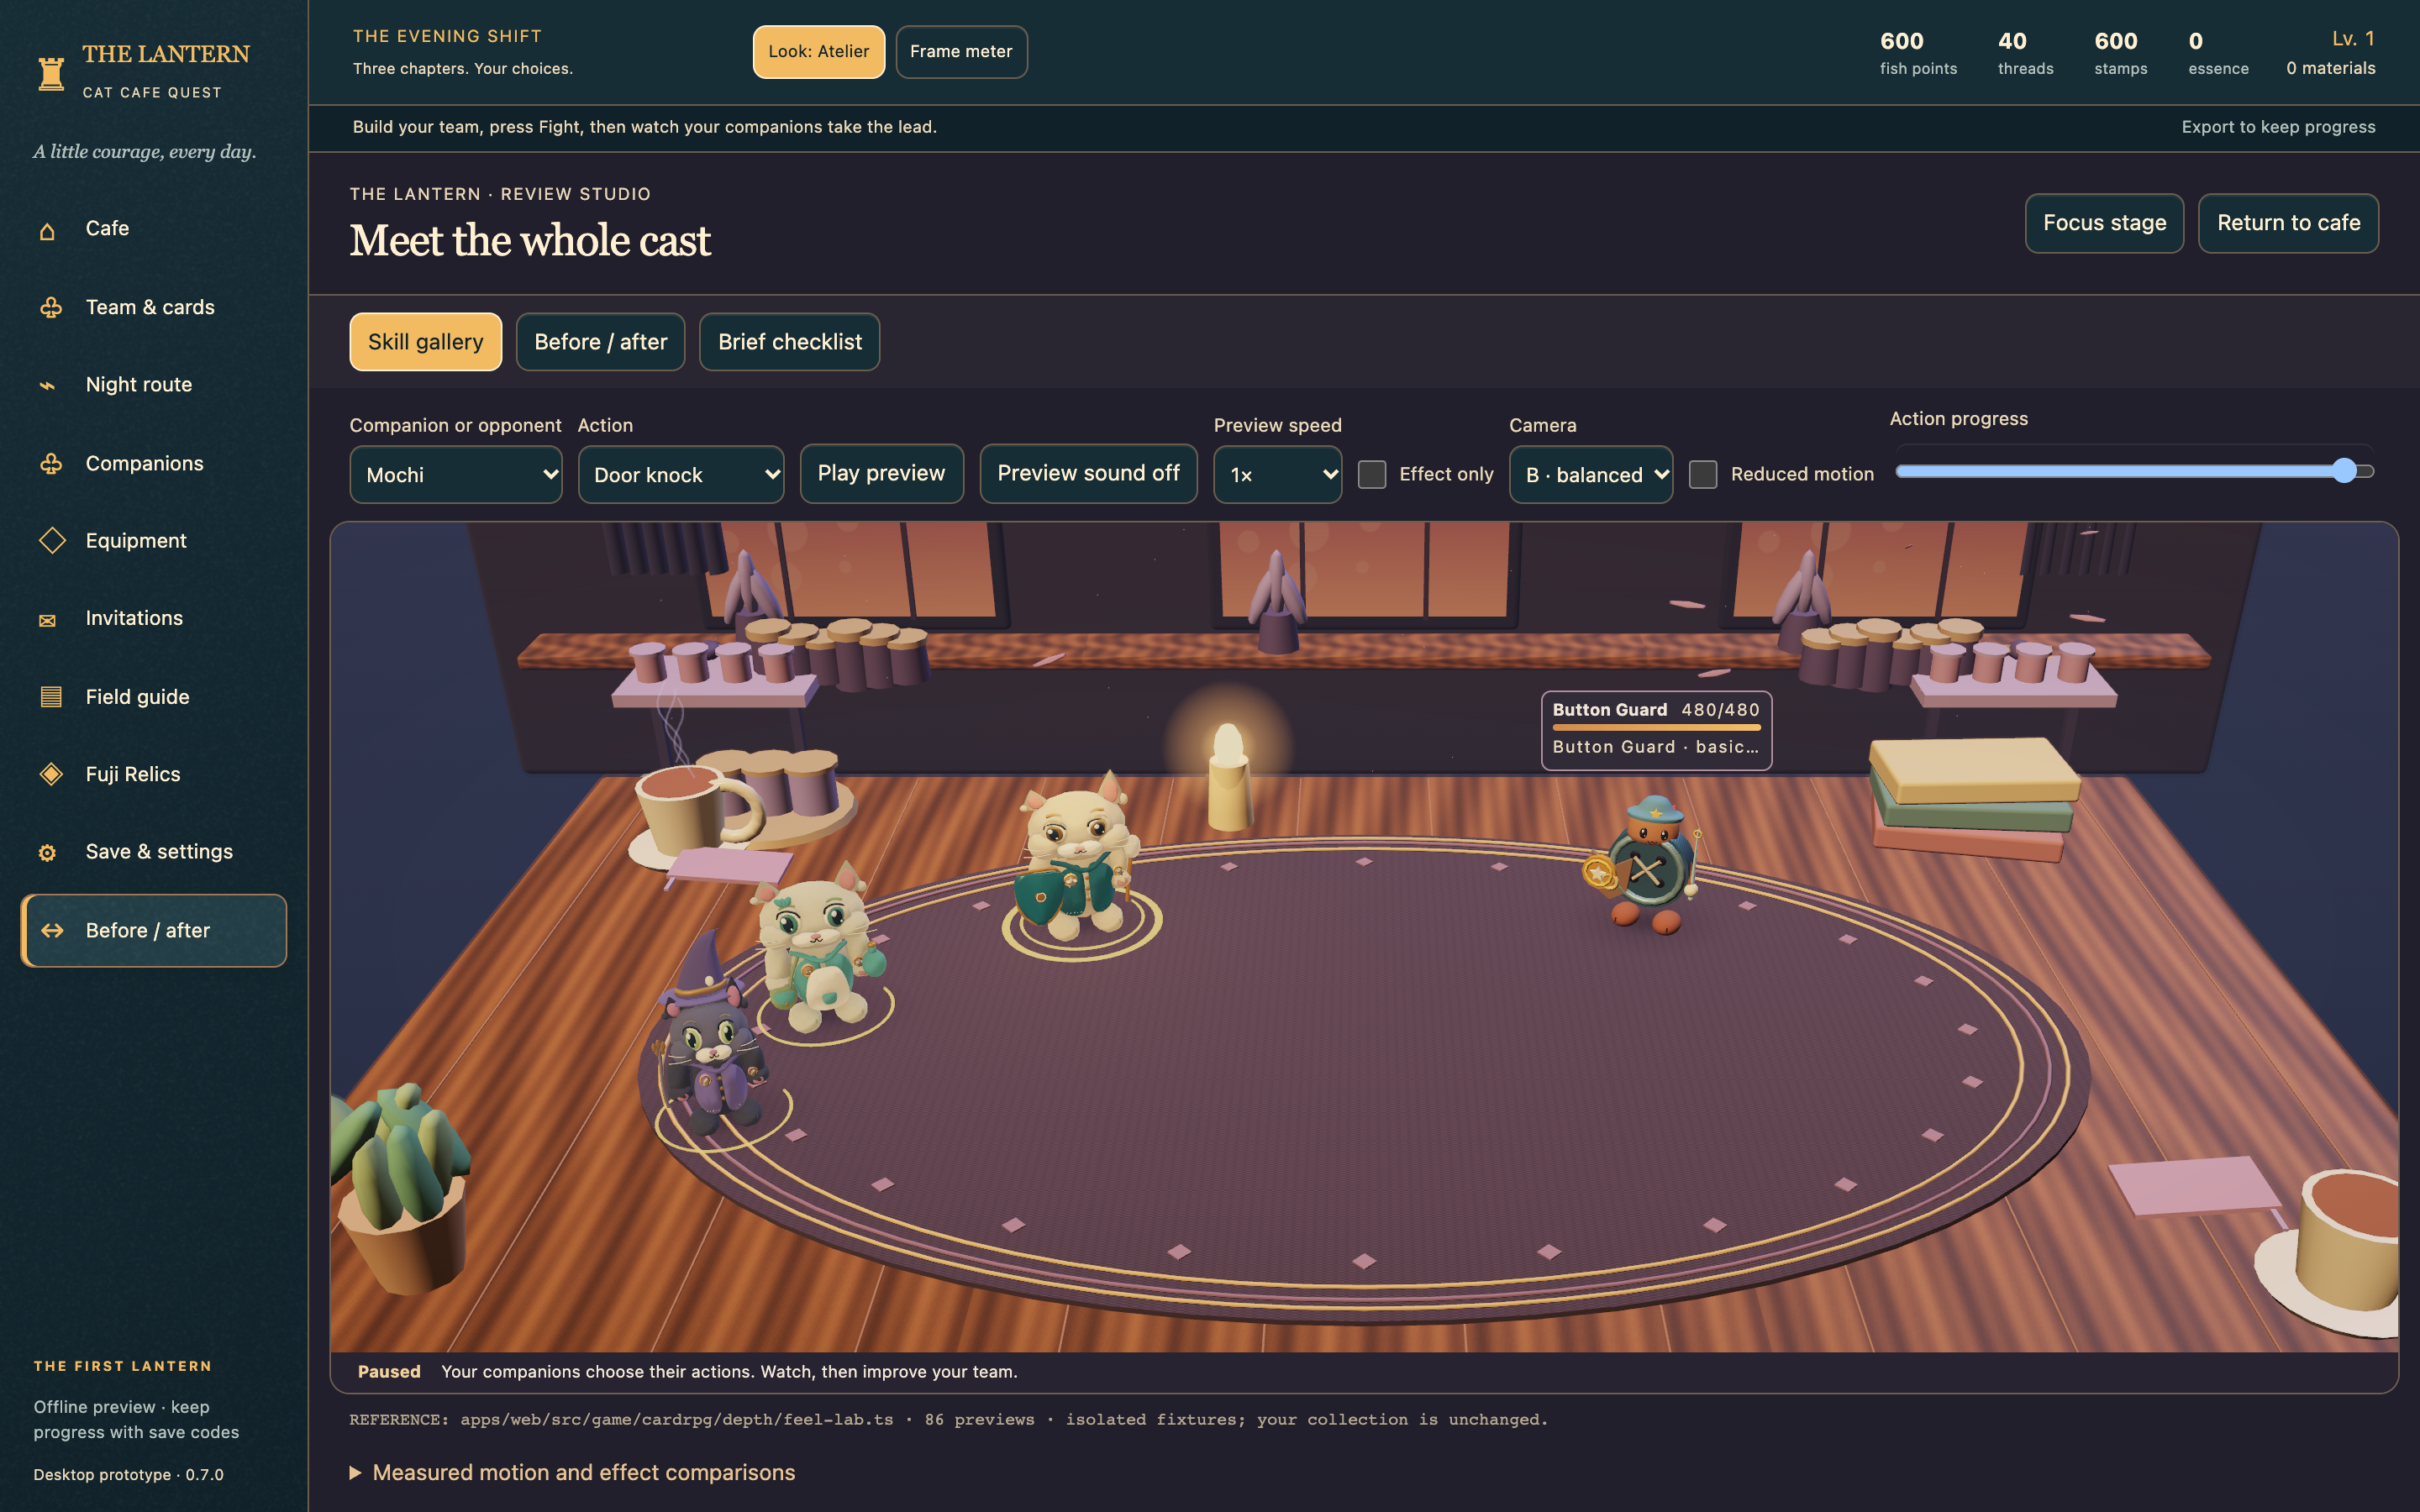 THE LANTERN
CAT CAFE QUEST
A little courage, every day.
Cafe
Team & cards
Night route
Companions
Equipment
Invitations
Field guide
Fuji Relics
Save & settings
Before / after
THE FIRST LANTERN
Offline preview · keep
progress with save codes
Desktop prototype · 0.7.0
THE EVENING SHIFT
Three chapters. Your choices.
Look: Atelier
Frame meter
600
fish points
40
threads
600
stamps
0
essence
Lv. 1
0 materials
Build your team, press Fight, then watch your companions take the lead.
Export to keep progress
THE LANTERN · REVIEW STUDIO
Meet the whole cast
Focus stage
Return to cafe
Skill gallery
Before / after
Brief checklist
Companion or opponent
Mochi
Action
Door knock
Play preview
Preview sound off
Preview speed
1×
Effect only
Camera
B · balanced
Reduced motion
Action progress
Button Guard 480/480
Button Guard · basic…
Paused Your companions choose their actions. Watch, then improve your team.
REFERENCE: apps/web/src/game/cardrpg/depth/feel-lab.ts · 86 previews · isolated fixtures; your collection is unchanged.
Measured motion and effect comparisons